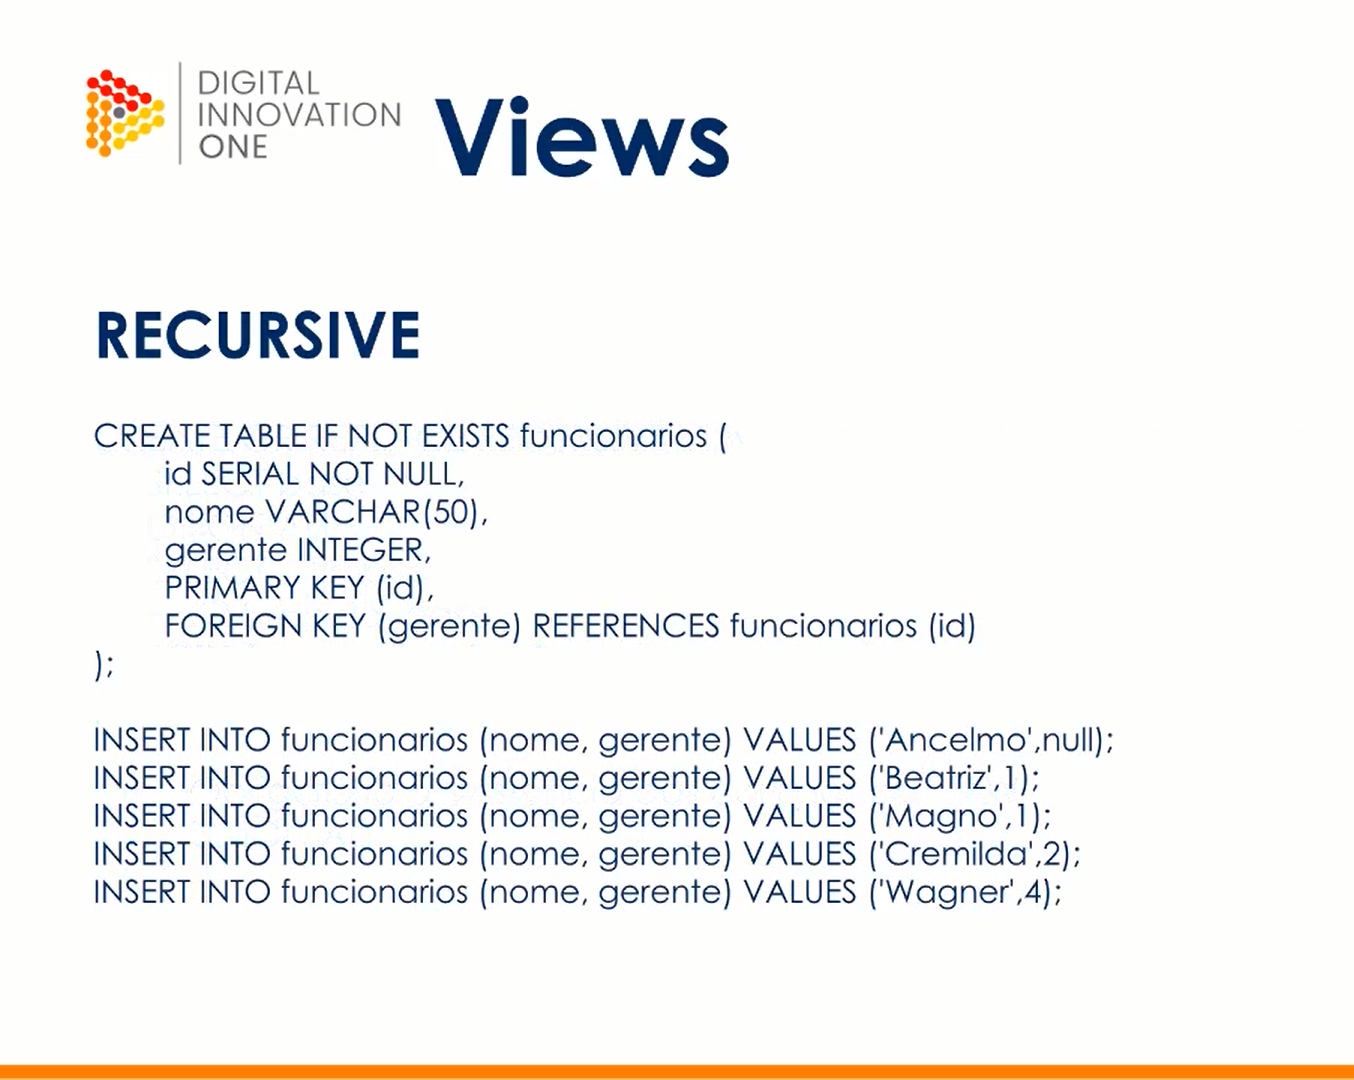 DIGITAL
INNOVATION
ONE
Views
RECURSIVE
CREATE TABLE IF NOT EXISTS funcionarios (
id SERIAL NOT NULL,
nome VARCHAR(50),
gerente INTEGER,
PRIMARY KEY (id),
FOREIGN KEY (gerente) REFERENCES funcionarios (id)
);
INSERT INTO funcionarios (nome, gerente) VALUES ('Ancelmo',null);
INSERT INTO funcionarios (nome, gerente) VALUES ('Beatriz',1);
INSERT INTO funcionarios (nome, gerente) VALUES ('Magno',1);
INSERT INTO funcionarios (nome, gerente) VALUES ('Cremilda',2);
INSERT INTO funcionarios (nome, gerente) VALUES ('Wagner',4);